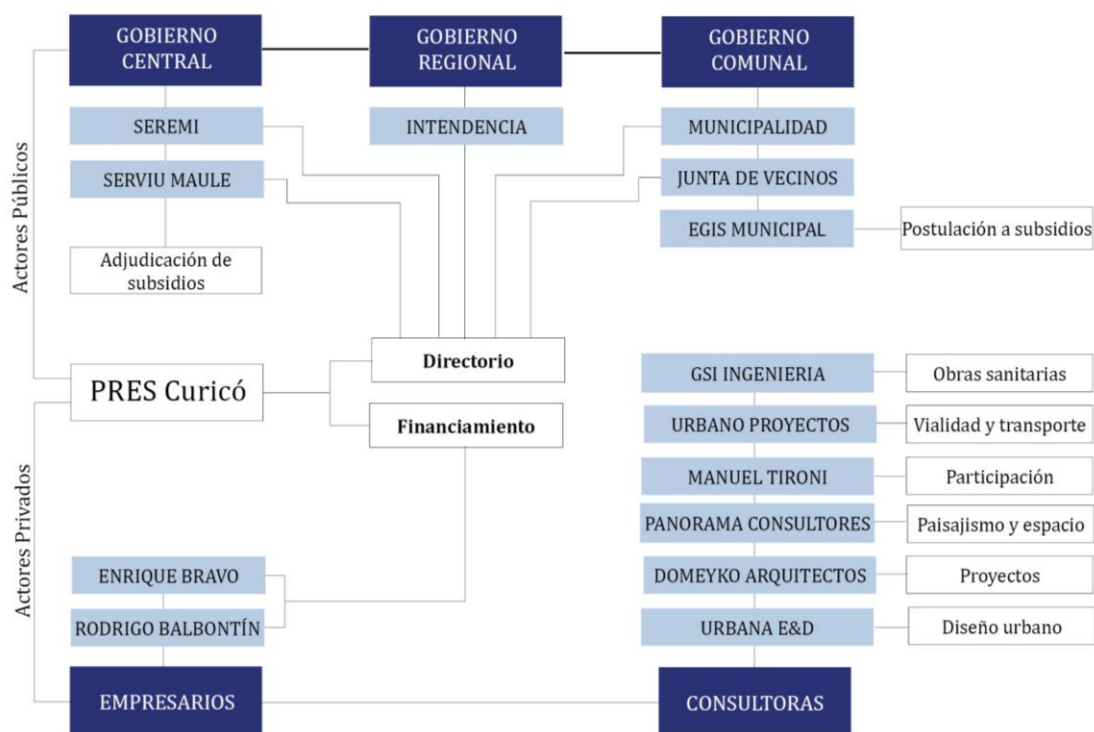 GOBIERNO
CENTRAL
GOBIERNO
REGIONAL
GOBIERNO
COMUNAL
SEREMI
INTENDENCIA
MUNICIPALIDAD
SERVIU MAULE
JUNTA DE VECINOS
EGIS MUNICIPAL
Postulación a subsidios
Adjudicación de
subsidios
Actores Públicos
Directorio
PRES Curicó
Financiamiento
GSI INGENIERIA
Obras sanitarias
URBANO PROYECTOS
Vialidad y transporte
MANUEL TIRONI
Participación
PANORAMA CONSULTORES
Paisajismo y espacio
DOMEYKO ARQUITECTOS
Proyectos
URBANA E&D
Diseño urbano
Actores Privados
ENRIQUE BRAVO
RODRIGO BALBONTÍN
EMPRESARIOS
CONSULTORAS